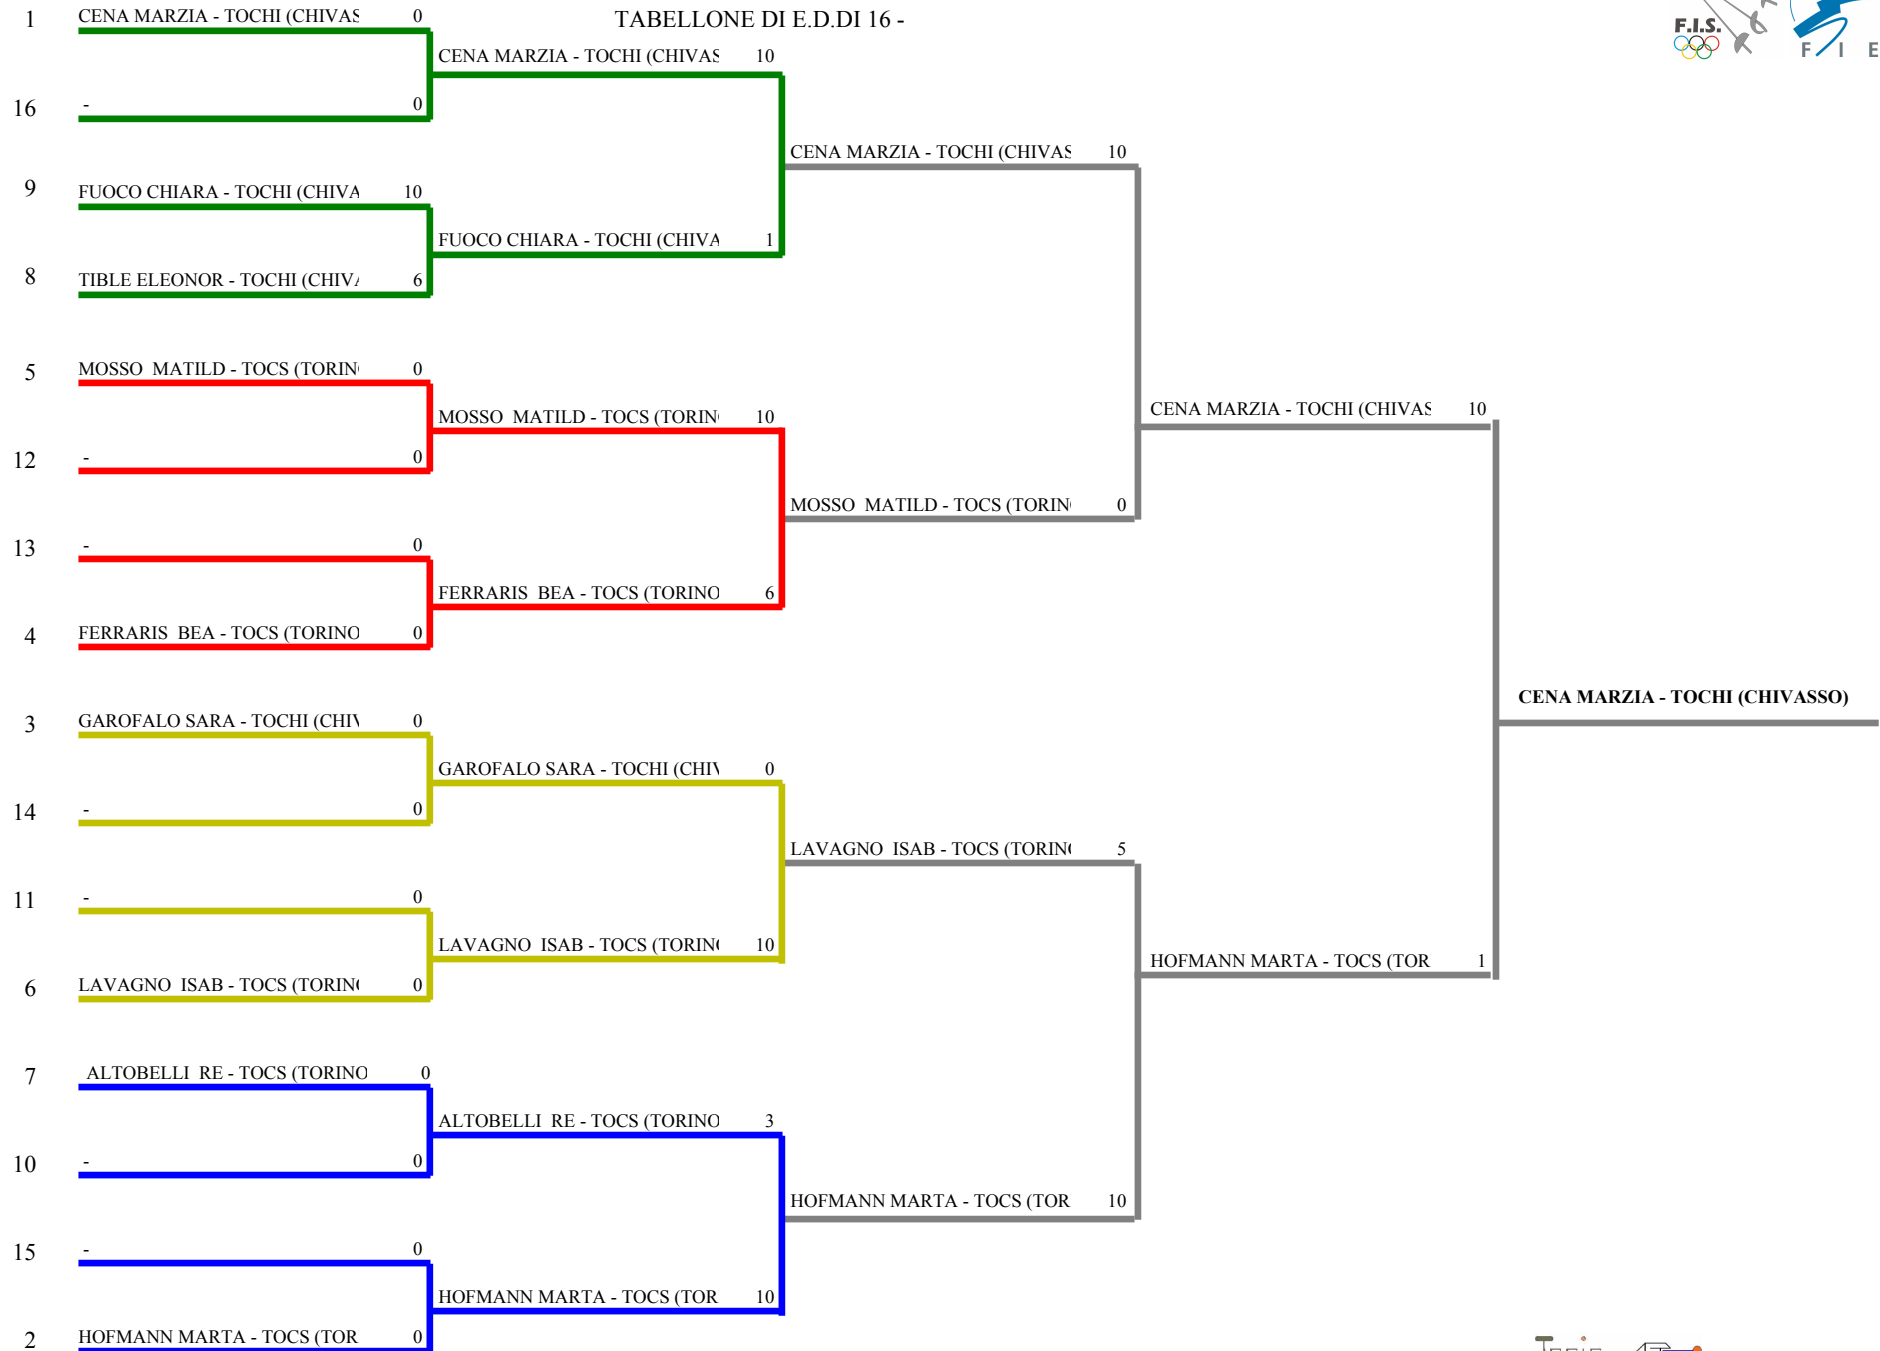 TABELLONE DI E.D.DI 16 -
F.I.S.
F I E
1 CENA MARZIA - TOCHI (CHIVAS 0
CENA MARZIA - TOCHI (CHIVAS 10
16 - 0
CENA MARZIA - TOCHI (CHIVAS 10
9 FUOCO CHIARA - TOCHI (CHIVA 10
FUOCO CHIARA - TOCHI (CHIVA 1
8 TIBLE ELEONOR - TOCHI (CHIVA 6
5 MOSSO MATILD - TOCS (TORIN 0
CENA MARZIA - TOCHI (CHIVAS 10
MOSSO MATILD - TOCS (TORIN 10
12 - 0
MOSSO MATILD - TOCS (TORIN 0
13 - 0
FERRARIS BEA - TOCS (TORINO 6
4 FERRARIS BEA - TOCS (TORINO 0
CENA MARZIA - TOCHI (CHIVASSO)
3 GAROFALO SARA - TOCHI (CHIV 0
GAROFALO SARA - TOCHI (CHIV 0
14 - 0
LAVAGNO ISAB - TOCS (TORINO 5
11 - 0
LAVAGNO ISAB - TOCS (TORINO 10
HOFMANN MARTA - TOCS (TOR 1
6 LAVAGNO ISAB - TOCS (TORINO 0
7 ALTOBELLI RE - TOCS (TORINO 0
ALTOBELLI RE - TOCS (TORINO 3
10 - 0
HOFMANN MARTA - TOCS (TOR 10
15 - 0
HOFMANN MARTA - TOCS (TOR 10
2 HOFMANN MARTA - TOCS (TOR 0